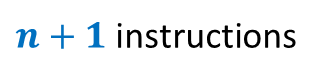 n + 1 instructions